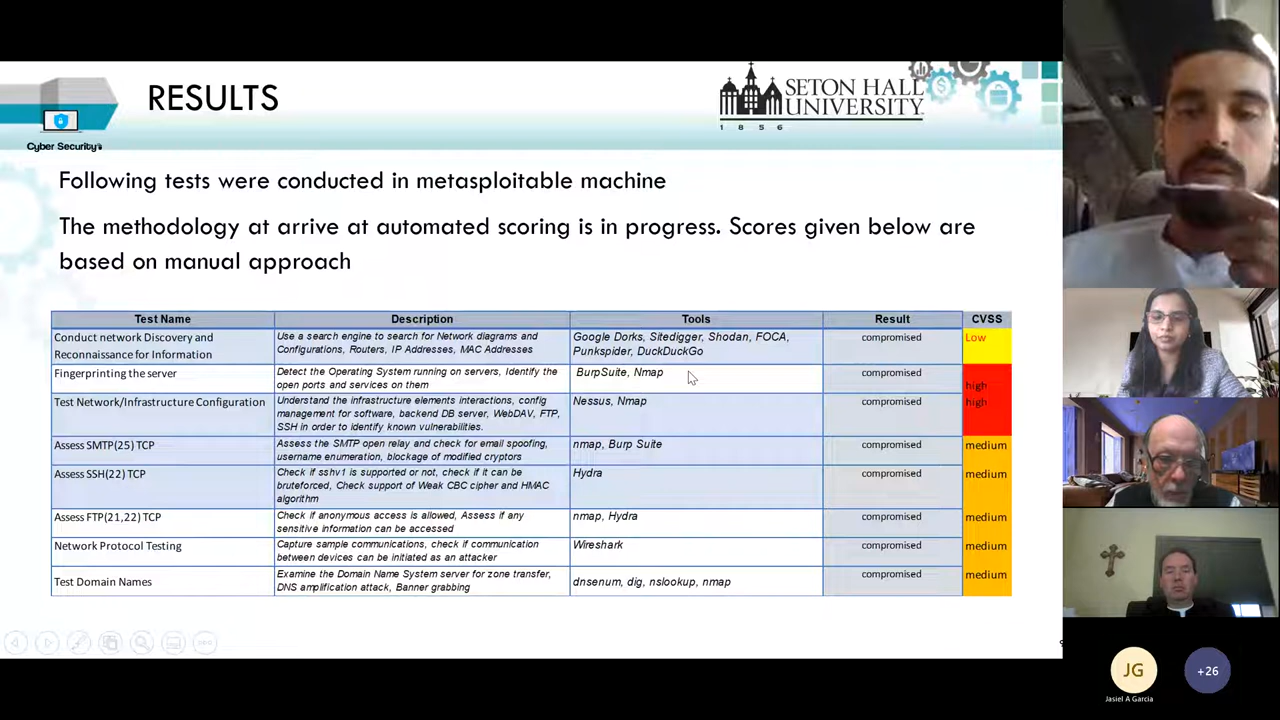 RESULTS
SETON HALL
UNIVERSITY
1 8 5 6
Cyber Security
Following tests were conducted in metasploitable machine
The methodology at arrive at automated scoring is in progress. Scores given below are
based on manual approach
Test Name Description Tools Result CVSS
Conduct network Discovery and
Reconnaissance for Information
Use a search engine to search for Network diagrams and
Configurations, Routers, IP Addresses, MAC Addresses
Google Dorks, Sitedigger, Shodan, FOCA,
Punkspider, DuckDuckGo
compromised
Low
Fingerprinting the server
Detect the Operating System running on servers, Identify the
open ports and services on them
BurpSuite, Nmap
compromised
high
Test Network/Infrastructure Configuration
Understand the infrastructure elements interactions, config
management for software, backend DB server, WebDAV, FTP,
SSH in order to identify known vulnerabilities.
Nessus, Nmap
compromised
high
Assess SMTP(25) TCP
Assess the SMTP open relay and check for email spoofing,
username enumeration, blockage of modified cryptors
nmap, Burp Suite
compromised
medium
Assess SSH(22) TCP
Check if sshv1 is supported or not, check if it can be
bruteforced, Check support of Weak CBC cipher and HMAC
algorithm
Hydra
compromised
medium
Assess FTP(21,22) TCP
Check if anonymous access is allowed, Assess if any
sensitive information can be accessed
nmap, Hydra
compromised
medium
Network Protocol Testing
Capture sample communications, check if communication
between devices can be initiated as an attacker
Wireshark
compromised
medium
Test Domain Names
Examine the Domain Name System server for zone transfer,
DNS amplification attack, Banner grabbing
dnsenum, dig, nslookup, nmap
compromised
medium
JG
+26
Jasiel A Garcia